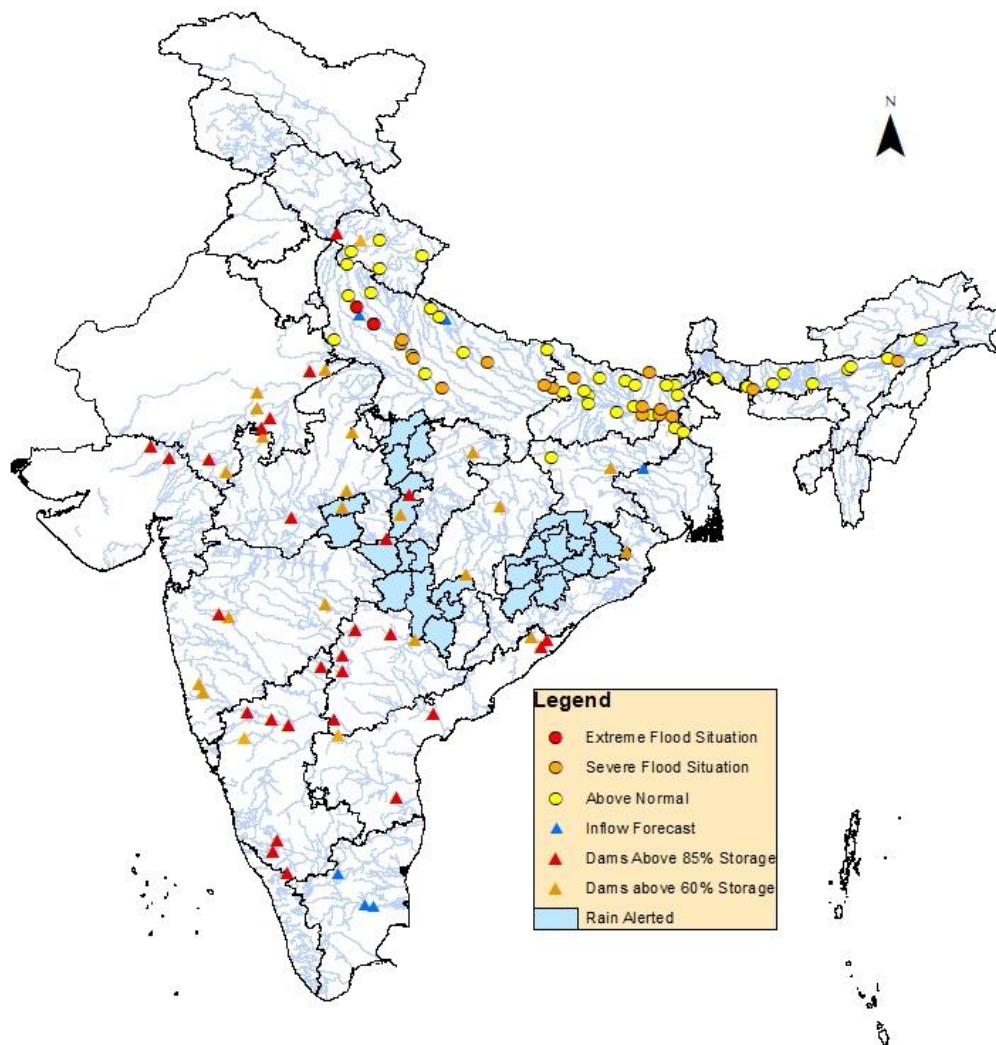 N
Legend
Extreme Flood Situation
Severe Flood Situation
Above Normal
Inflow Forecast
Dams Above 85% Storage
Dams above 60% Storage
Rain Alerted